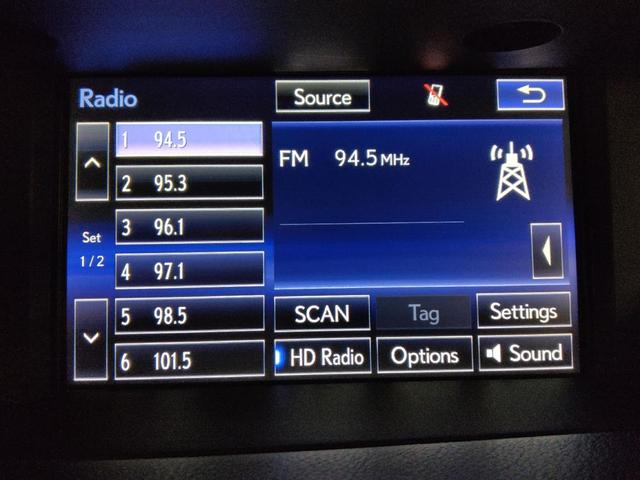 Radio
Source
1 94.5
2 95.3
3 96.1
4 97.1
5 98.5
6 101.5
Set
1/2
FM 94.5 MHz
SCAN
Tag
Settings
HD Radio
Options
Sound